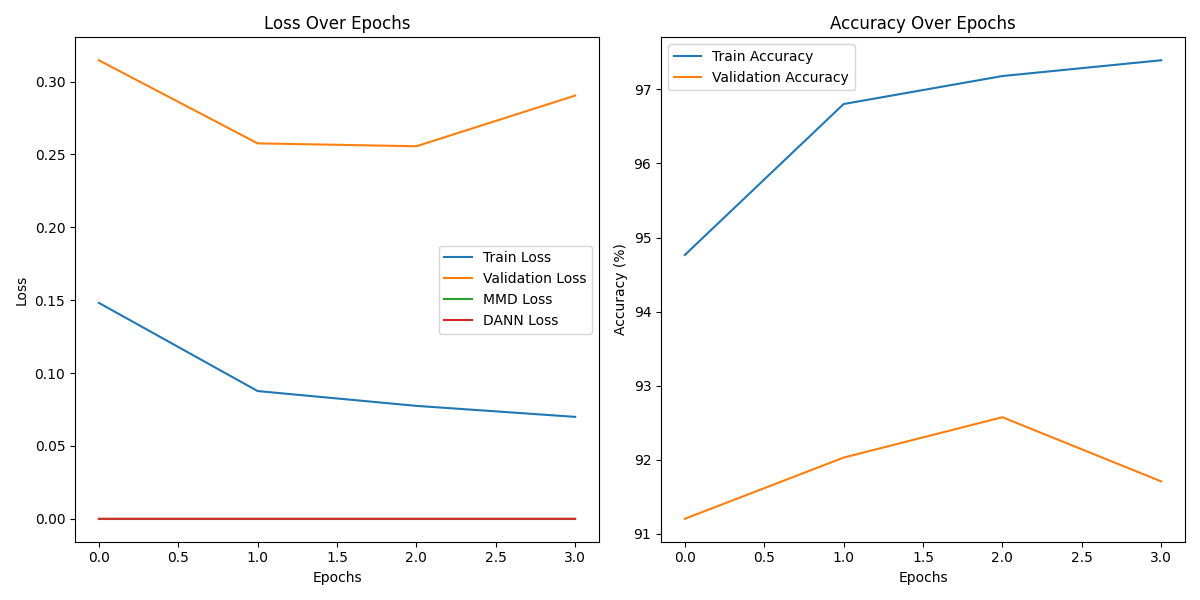 Loss Over Epochs
0.30
0.25
0.20
0.15
0.10
0.05
0.00
Loss
Train Loss
Validation Loss
MMD Loss
DANN Loss
0.0 0.5 1.0 1.5 2.0 2.5 3.0
Epochs
Accuracy Over Epochs
Train Accuracy
Validation Accuracy
97
96
95
94
93
92
91
Accuracy (%)
0.0 0.5 1.0 1.5 2.0 2.5 3.0
Epochs